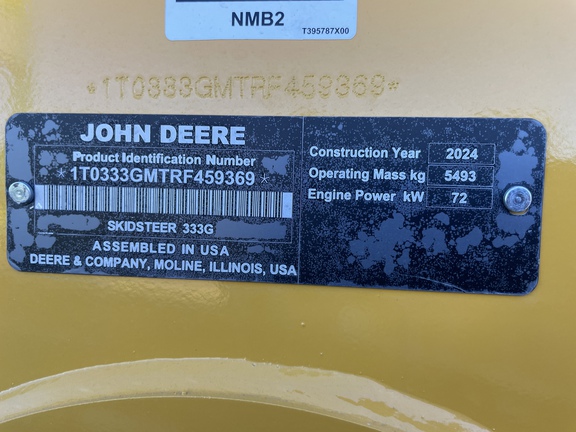 NMB2
T395787X00
*1T0333GMTRF459369*
JOHN DEERE
Product Identification Number
*1T0333GMTRF459369*
SKIDSTEER 333G
ASSEMBLED IN USA
DEERE & COMPANY, MOLINE, ILLINOIS, USA
Construction Year 2024
Operating Mass kg 5493
Engine Power kW 72